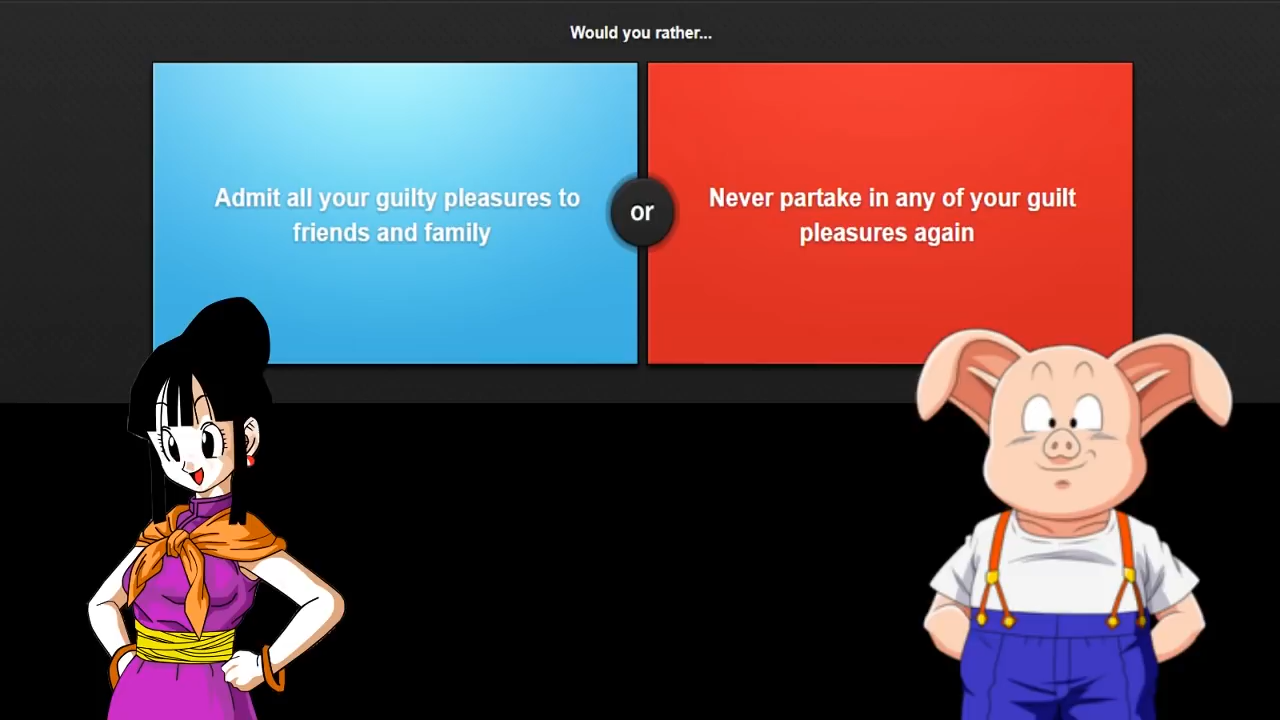 Would you rather...
Admit all your guilty pleasures to
friends and family
or
Never partake in any of your guilt
pleasures again